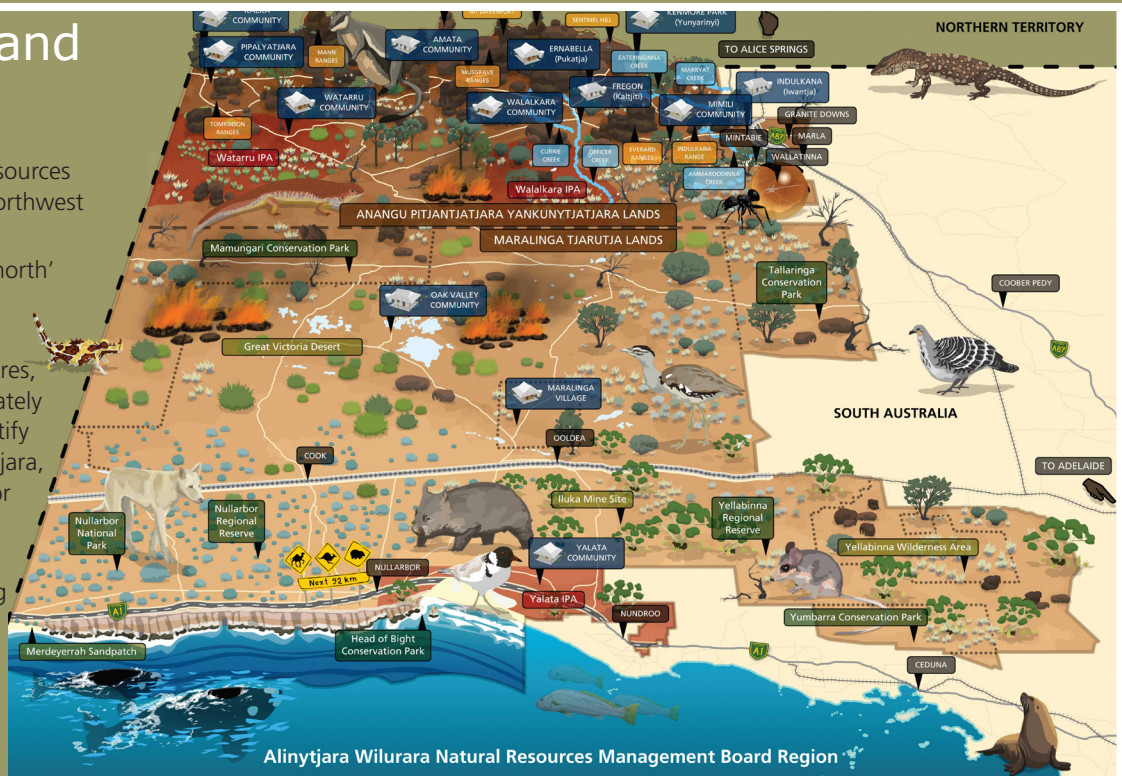 and
sources
orthwest
north'
res,
ately
tify
jara,
or
g
KALKA
COMMUNITY
MT DAVENPORT
SENTINEL HILL
KENMORE PARK
(Yunyarinyi)
NORTHERN TERRITORY
PIPALYATJARA
COMMUNITY
MANN
RANGES
AMATA
COMMUNITY
ERNABELLA
(Pukatja)
TO ALICE SPRINGS
EATERINGINNA
CREEK
MARRYAT
CREEK
MUSGRAVE
RANGES
FREGON
(Kaltjiti)
INDULKANA
(Iwantja)
WATARRU
COMMUNITY
WALALKARA
COMMUNITY
MIMILI
COMMUNITY
GRANITE DOWNS
TOMKINSON
RANGES
MINTABIE
A87
MARLA
Watarru IPA
CURRIE
CREEK
OFFICER
CREEK
EVERARD
RANGES
INDULKANA
RANGE
WALLATINNA
AMMAROODINNA
CREEK
Walalkara IPA
ANANGU PITJANTJATJARA YANKUNYTJATJARA LANDS
MARALINGA TJARUTJA LANDS
Mamungari Conservation Park
Tallaringa
Conservation
Park
COOBER PEDY
OAK VALLEY
COMMUNITY
Great Victoria Desert
A87
MARALINGA
VILLAGE
SOUTH AUSTRALIA
OOLDEA
COOK
TO ADELAIDE
Iluka Mine Site
Nullarbor
National
Park
Nullarbor
Regional
Reserve
Yellabinna
Regional
Reserve
Yellabinna Wilderness Area
YALATA
COMMUNITY
NULLARBOR
Next 92 km
Yalata IPA
A1
NUNDROO
Yumbarra Conservation Park
Merdeyerrah Sandpatch
Head of Bight
Conservation Park
A1
CEDUNA
Alinytjara Wilurara Natural Resources Management Board Region